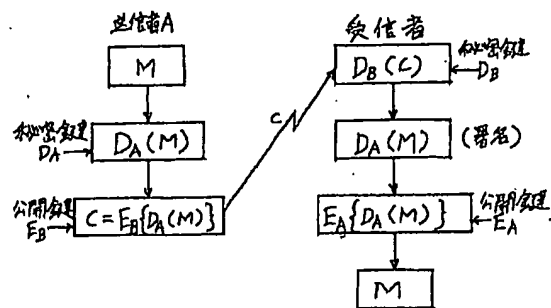 送信者A
M
秘密鍵
DA
DA(M)
公開鍵
EB
C=EB{DA(M)}
C
受信者
DB(C)
秘密鍵
DB
DA(M)
(署名)
EA{DA(M)}
公開鍵
EA
M